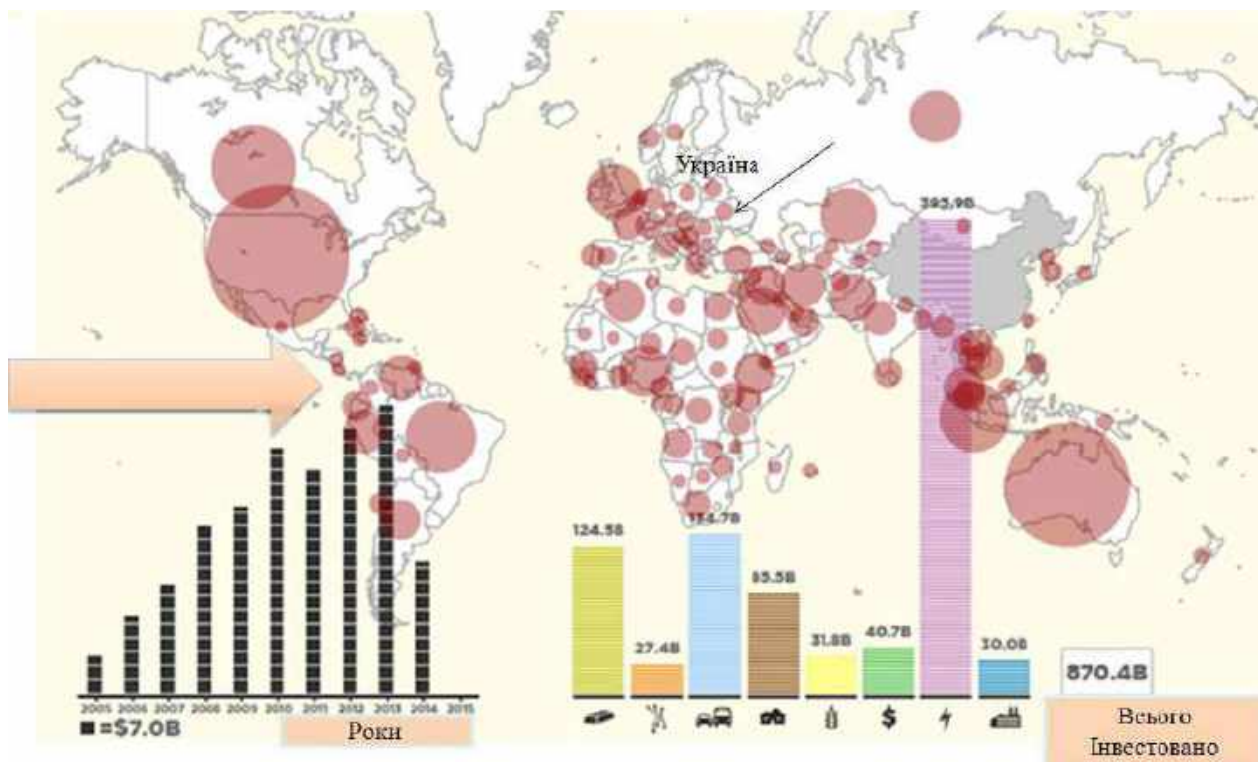 Україна
395.9B
124.5B
134.7B
85.5B
27.4B
31.8B
40.7B
30.0B
870.4B
2005 2006 2007 2008 2009 2010 2011 2012 2013 2014 2015
=$7.0B
Роки
$
Всього
Інвестовано